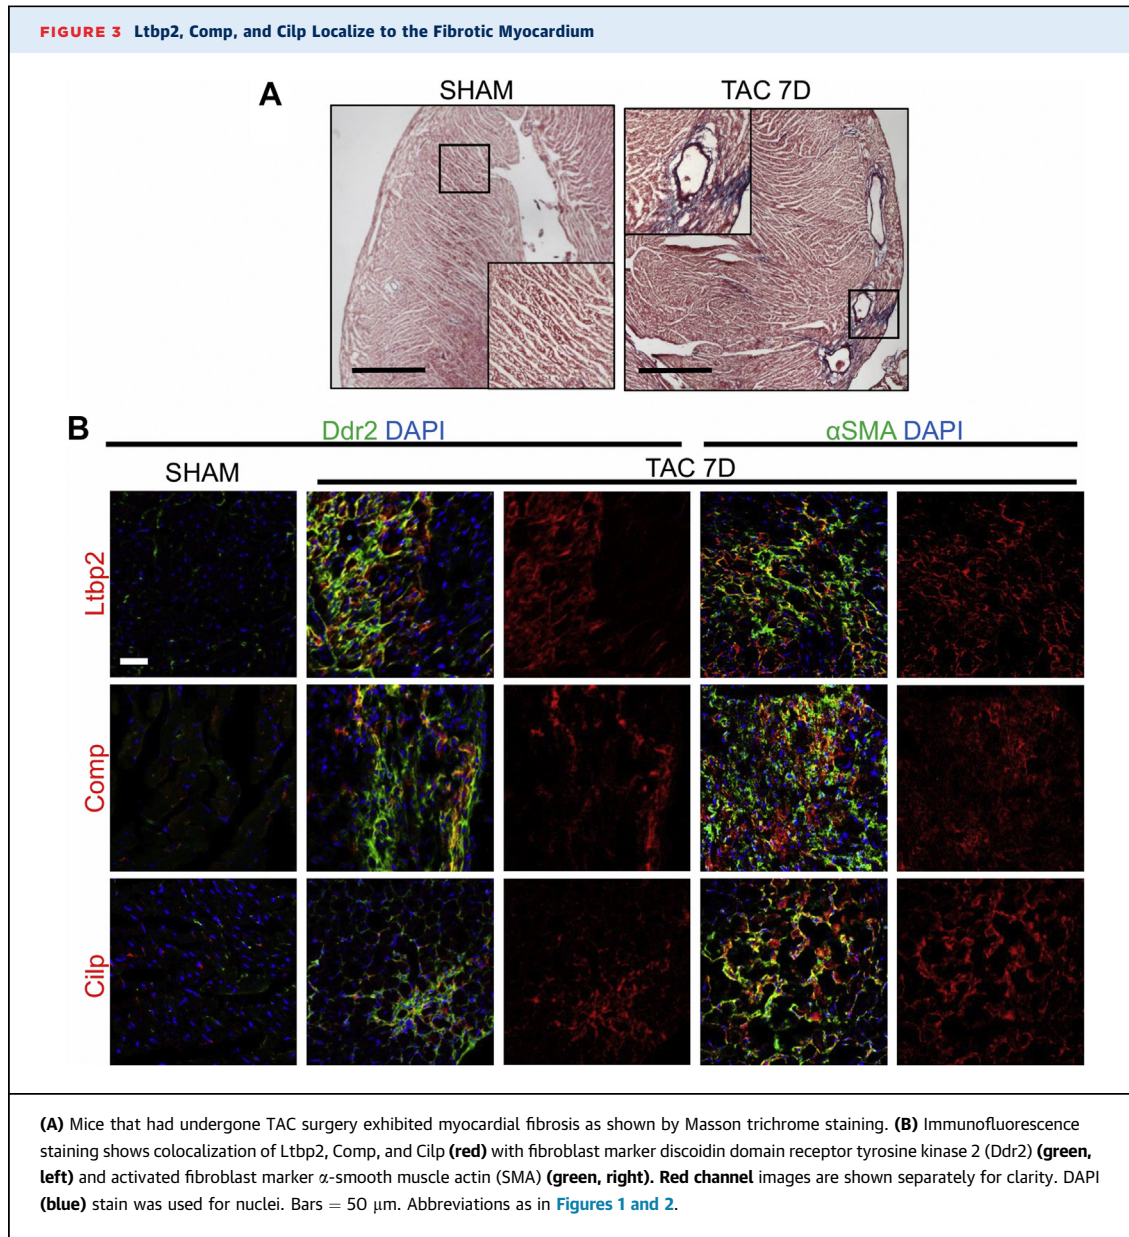 FIGURE 3 Ltbp2, Comp, and Cilp Localize to the Fibrotic Myocardium
A
SHAM
TAC 7D
B
Ddr2 DAPI
αSMA DAPI
SHAM
TAC 7D
Ltbp2
Comp
Cilp
(A) Mice that had undergone TAC surgery exhibited myocardial fibrosis as shown by Masson trichrome staining. (B) Immunofluorescence
staining shows colocalization of Ltbp2, Comp, and Cilp (red) with fibroblast marker discoidin domain receptor tyrosine kinase 2 (Ddr2) (green,
left) and activated fibroblast marker α-smooth muscle actin (SMA) (green, right). Red channel images are shown separately for clarity. DAPI
(blue) stain was used for nuclei. Bars = 50 μm. Abbreviations as in Figures 1 and 2.